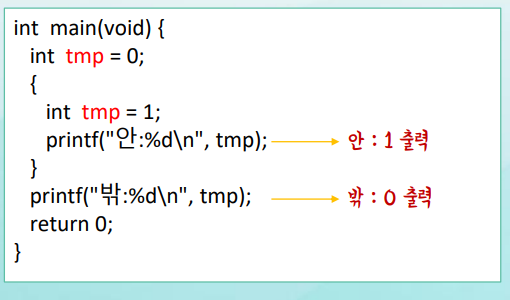 int main(void) {
int tmp = 0;
{
int tmp = 1;
printf("안:%d\n", tmp); 안 : 1 출력
}
printf("밖:%d\n", tmp); 밖 : 0 출력
return 0;
}